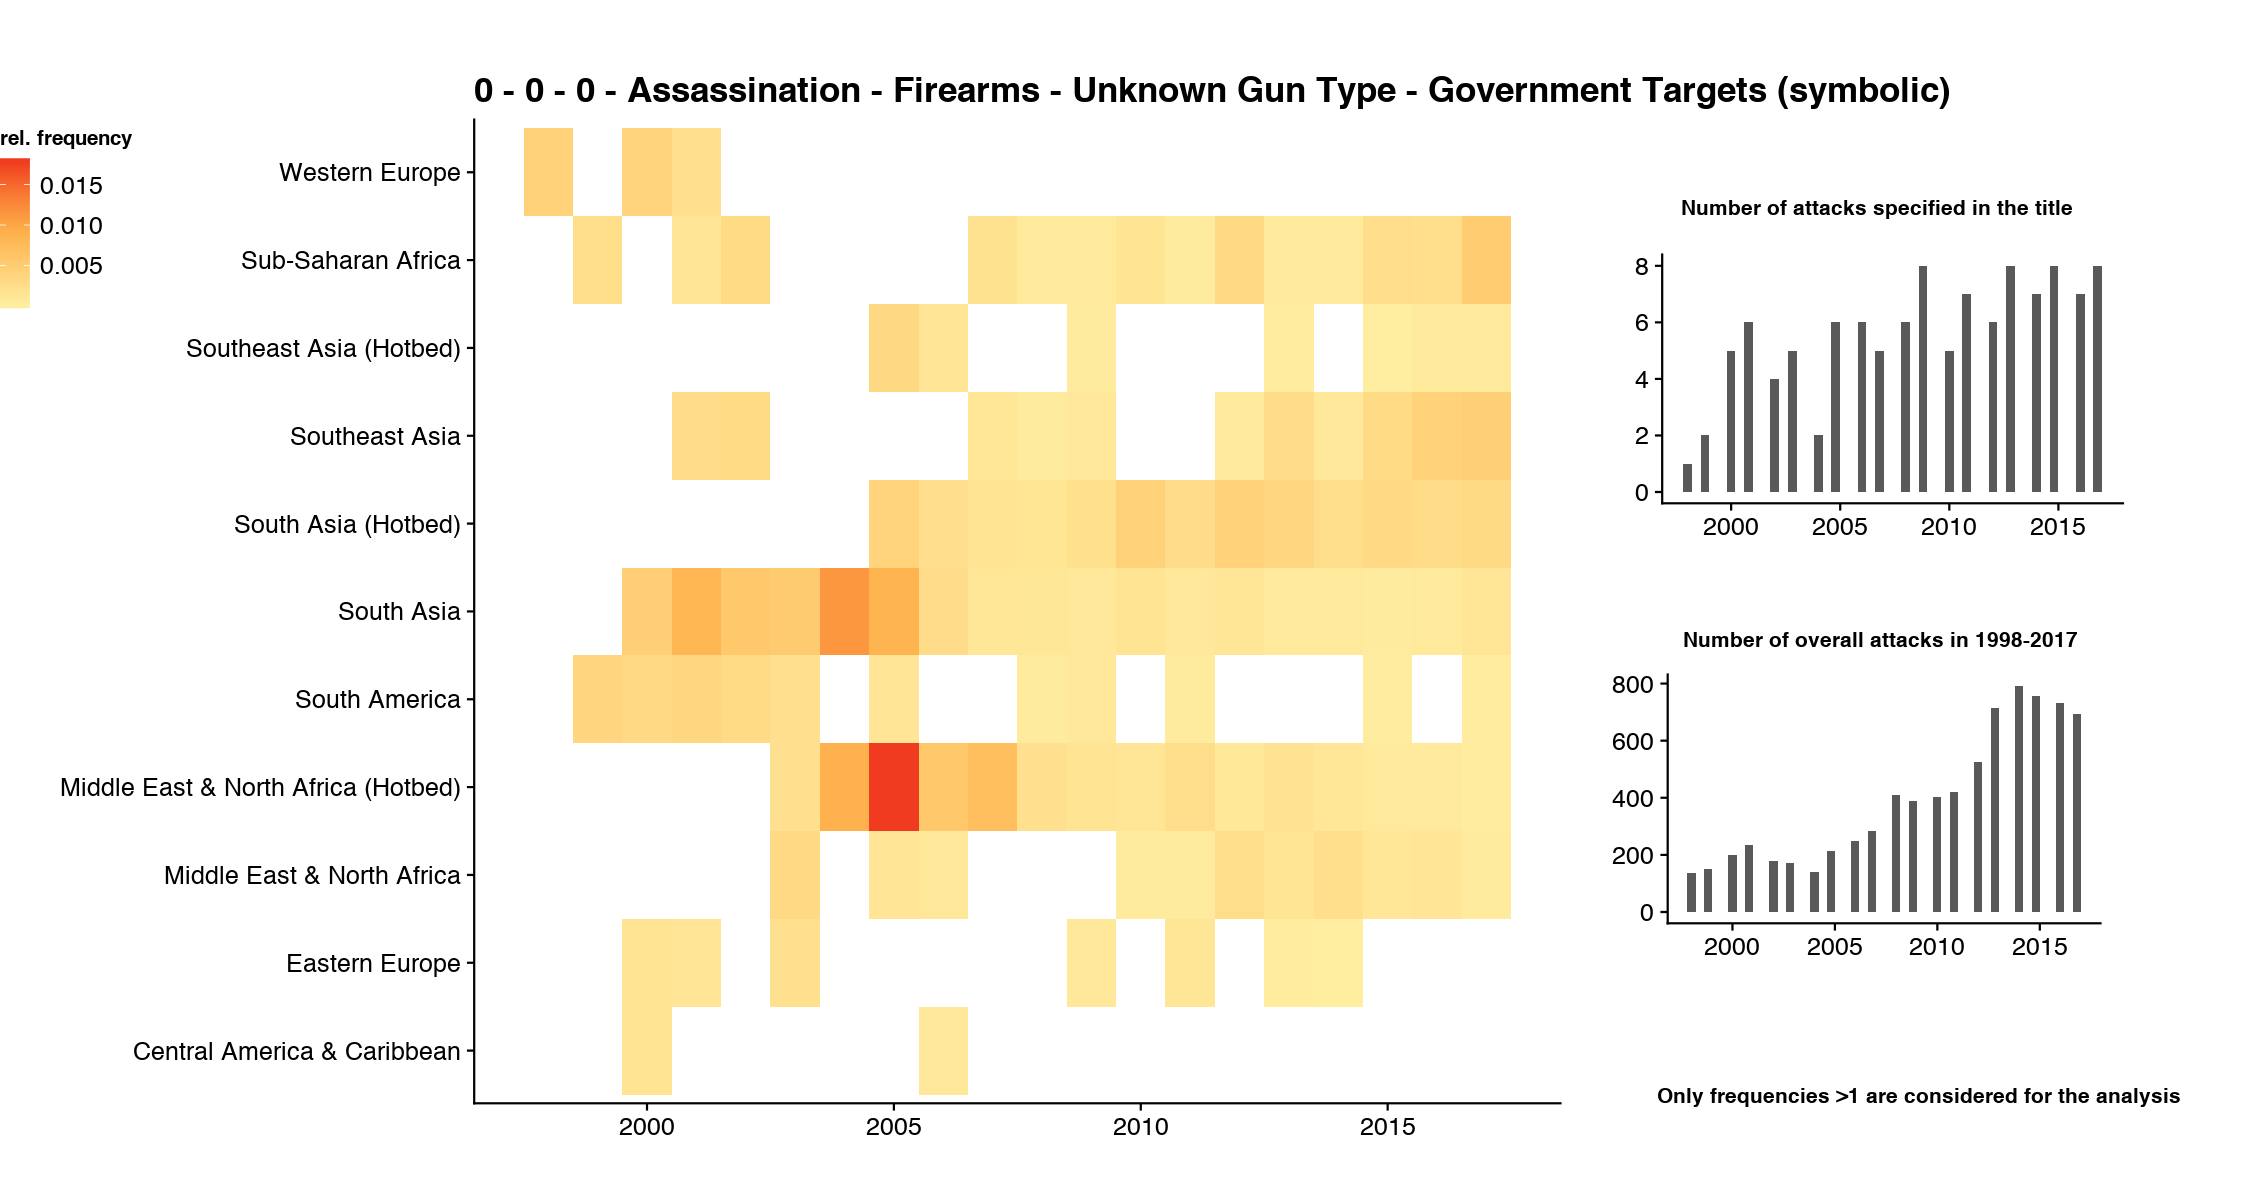 0 - 0 - 0 - Assassination - Firearms - Unknown Gun Type - Government Targets (symbolic)
rel. frequency
0.015
0.010
0.005
Western Europe
Sub-Saharan Africa
Southeast Asia (Hotbed)
Southeast Asia
South Asia (Hotbed)
South Asia
South America
Middle East & North Africa (Hotbed)
Middle East & North Africa
Eastern Europe
Central America & Caribbean
2000 2005 2010 2015
Number of attacks specified in the title
8
6
4
2
0
2000 2005 2010 2015
Number of overall attacks in 1998-2017
800
600
400
200
0
2000 2005 2010 2015
Only frequencies >1 are considered for the analysis